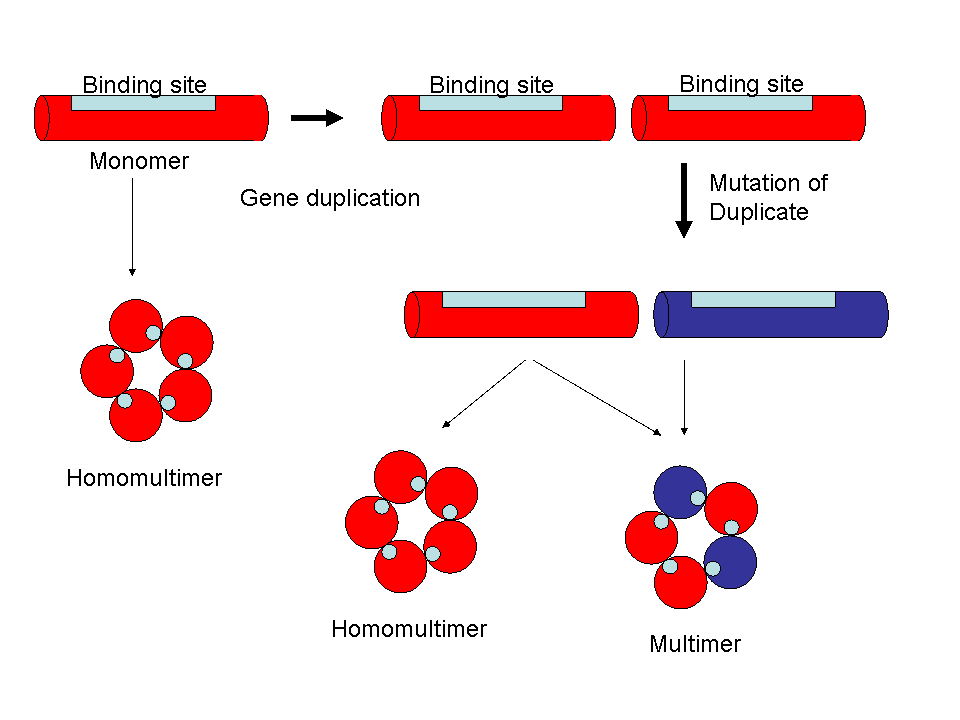 Binding site
Binding site
Binding site
Monomer
Gene duplication
Mutation of
Duplicate
Homomultimer
Homomultimer
Multimer